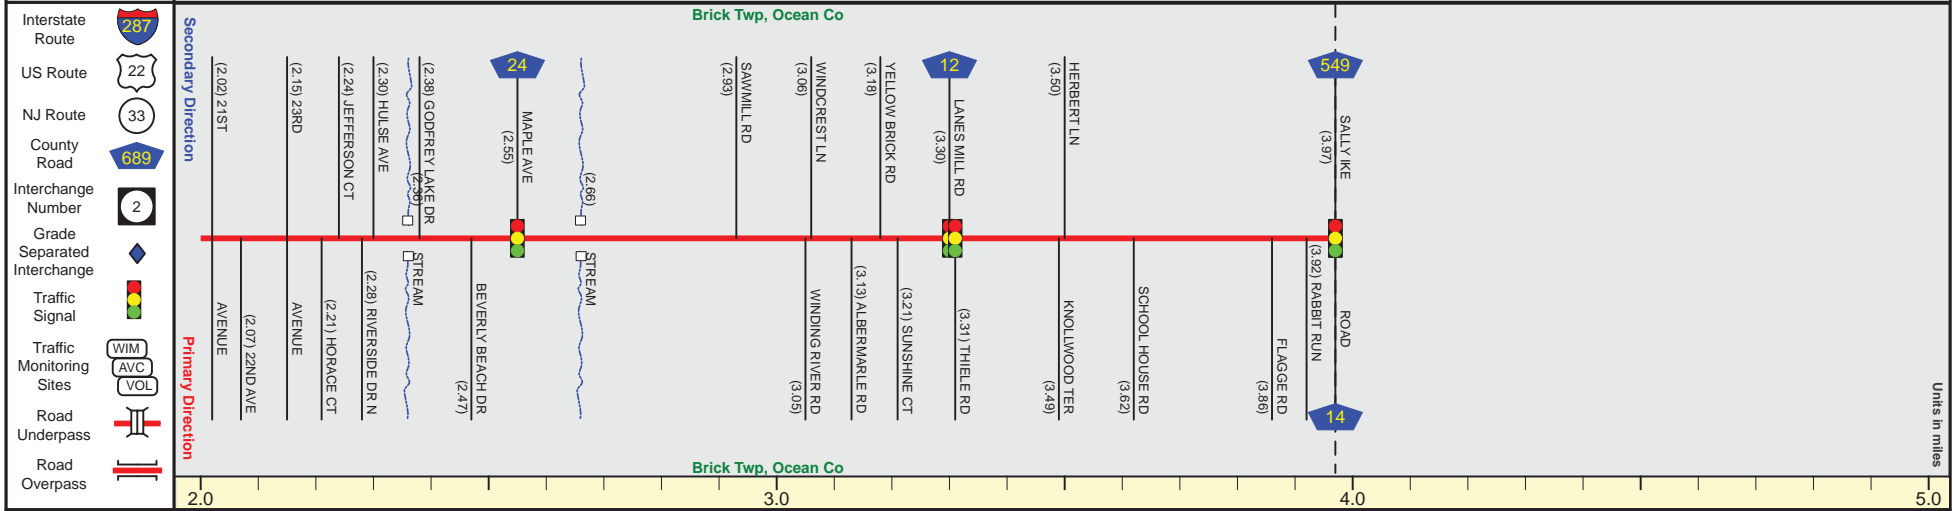 Interstate
Route
287
US Route
22
NJ Route
33
County
Road
689
Interchange
Number
2
Grade
Separated
Interchange
Traffic
Signal
Traffic
Monitoring
Sites
WIM
AVC
VOL
Road
Underpass
Road
Overpass
Secondary Direction
Primary Direction
Brick Twp, Ocean Co
(2.02) 21ST
(2.15) 23RD
(2.24) JEFFERSON CT
(2.30) HULSE AVE
(2.36)
(2.38) GODFREY LAKE DR
24
MAPLE AVE
(2.55)
(2.66)
SAWMILL RD
(2.93)
WINDCREST LN
(3.06)
YELLOW BRICK RD
(3.18)
12
LANES MILL RD
(3.30)
HERBERT LN
(3.50)
549
SALLY IKE
(3.97)
AVENUE
(2.07) 22ND AVE
AVENUE
(2.21) HORACE CT
(2.28) RIVERSIDE DR N
STREAM
BEVERLY BEACH DR
(2.47)
STREAM
WINDING RIVER RD
(3.05)
(3.13) ALBERMARLE RD
(3.21) SUNSHINE CT
(3.31) THIELE RD
KNOLLWOOD TER
(3.49)
SCHOOL HOUSE RD
(3.62)
FLAGGE RD
(3.86)
(3.92) RABBIT RUN
ROAD
14
Brick Twp, Ocean Co
Units in miles
2.0
3.0
4.0
5.0